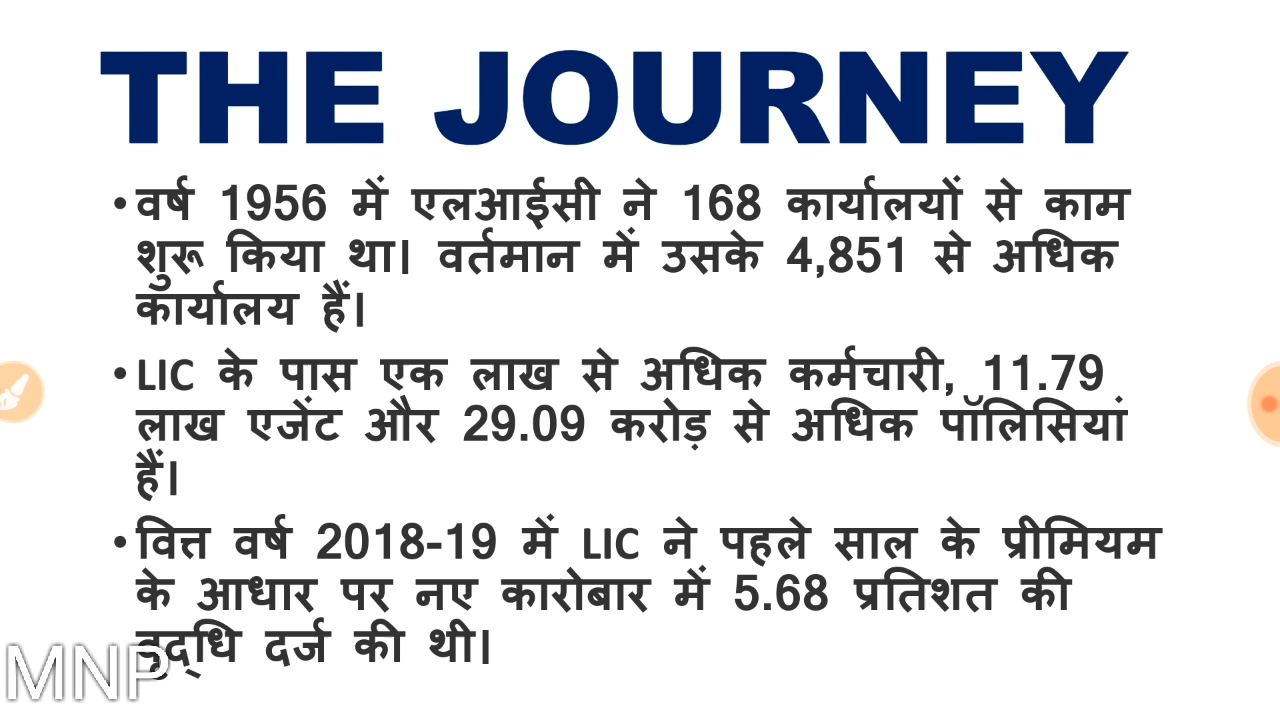 THE JOURNEY
•वर्ष 1956 में एलआईसी ने 168 कार्यालयों से काम
शुरू किया था। वर्तमान में उसके 4,851 से अधिक
कार्यालय हैं।
•LIC के पास एक लाख से अधिक कर्मचारी, 11.79
लाख एजेंट और 29.09 करोड़ से अधिक पॉलिसियां
हैं।
•वित्त वर्ष 2018-19 में LIC ने पहले साल के प्रीमियम
के आधार पर नए कारोबार में 5.68 प्रतिशत की
वृद्धि दर्ज की थी।
MNP